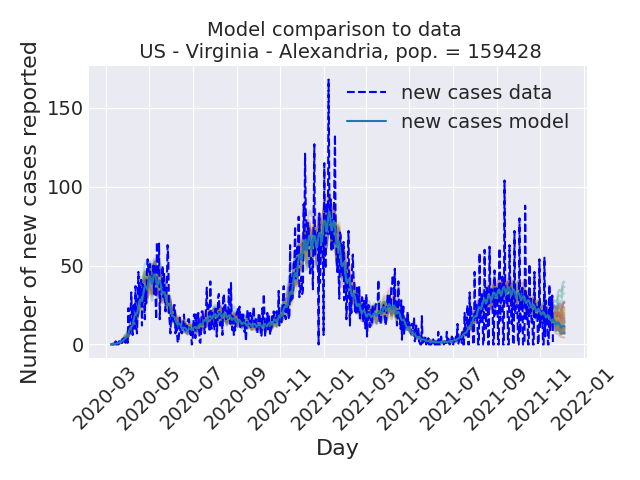 Model comparison to data
US - Virginia - Alexandria, pop. = 159428
Number of new cases reported
150
100
50
0
new cases data
new cases model
2020-03
2020-05
2020-07
2020-09
2020-11
2021-01
2021-03
2021-05
2021-07
2021-09
2021-11
2022-01
Day